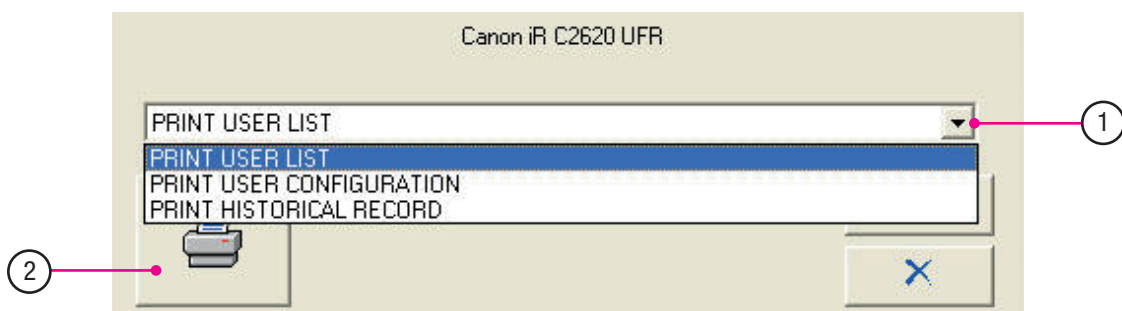 Canon iR C2620 UFR
PRINT USER LIST
1
PRINT USER LIST
PRINT USER CONFIGURATION
PRINT HISTORICAL RECORD
2